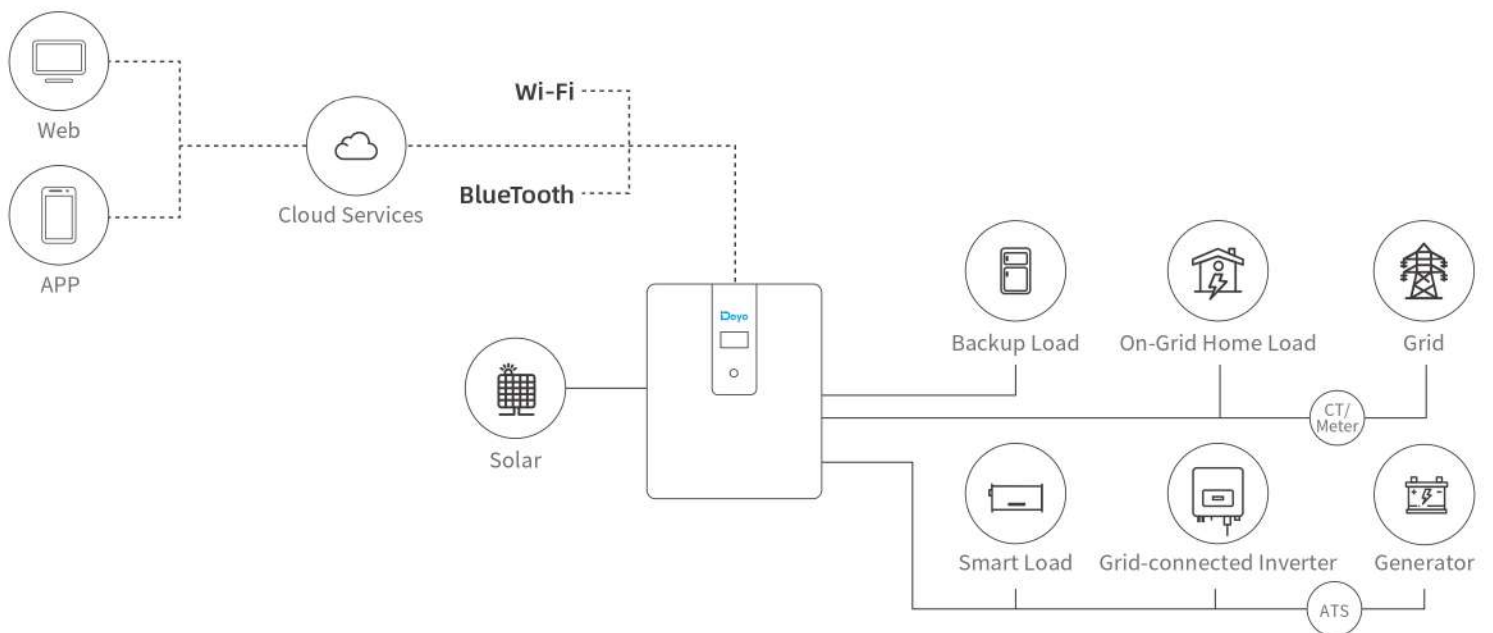 Web
APP
Cloud Services
Wi-Fi
BlueTooth
Deye
Solar
Backup Load
On-Grid Home Load
Grid
CT/
Meter
Smart Load
Grid-connected Inverter
Generator
ATS